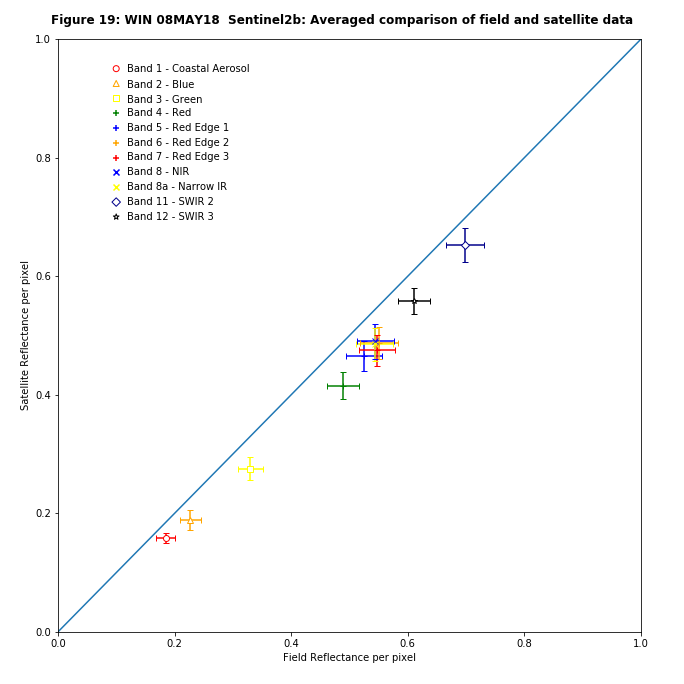 Figure 19: WIN 08MAY18  Sentinel2b: Averaged comparison of field and satellite data
1.0
Band 1 - Coastal Aerosol
Band 2 - Blue
Band 3 - Green
Band 4 - Red
Band 5 - Red Edge 1
Band 6 - Red Edge 2
Band 7 - Red Edge 3
Band 8 - NIR
Band 8a - Narrow IR
Band 11 - SWIR 2
Band 12 - SWIR 3
0.8
0.6
0.4
0.2
0.0
Satellite Reflectance per pixel
0.0 0.2 0.4 0.6 0.8 1.0
Field Reflectance per pixel